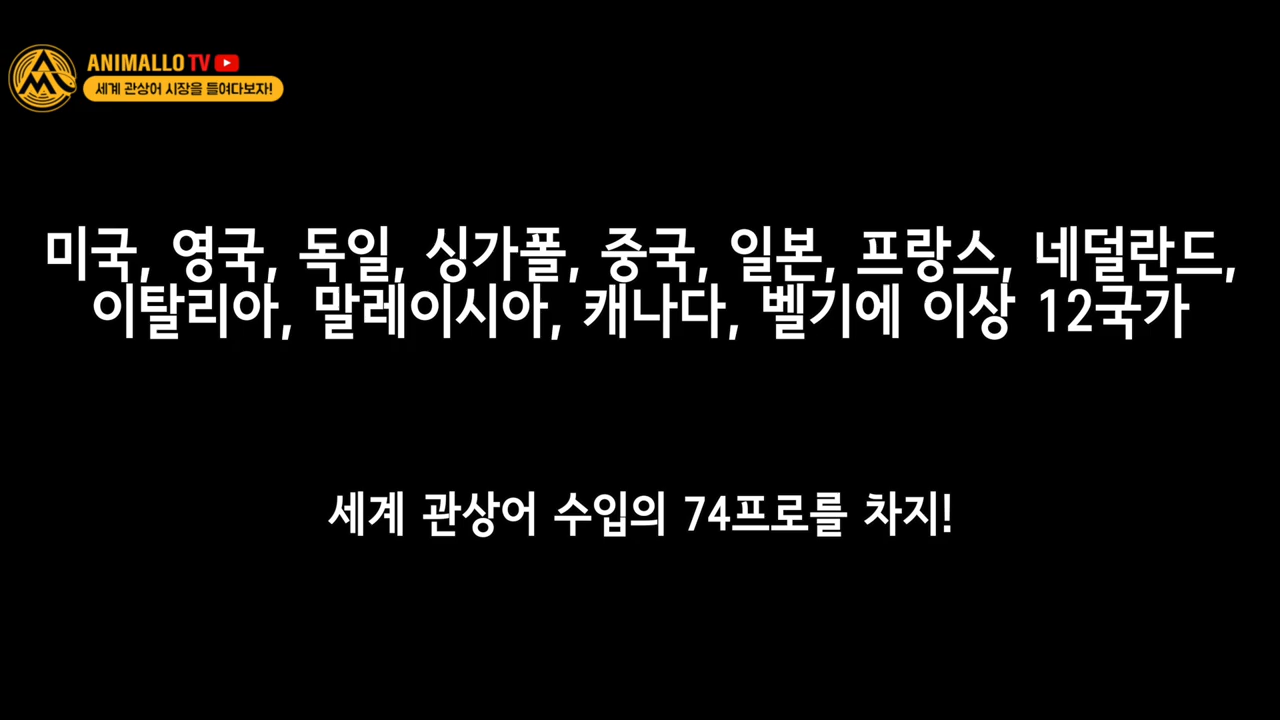 ANIMALLO TV
세계 관상어 시장을 들여다보자!
미국, 영국, 독일, 싱가폴, 중국, 일본, 프랑스, 네덜란드,
이탈리아, 말레이시아, 캐나다, 벨기에 이상 12국가
세계 관상어 수입의 74프로를 차지!